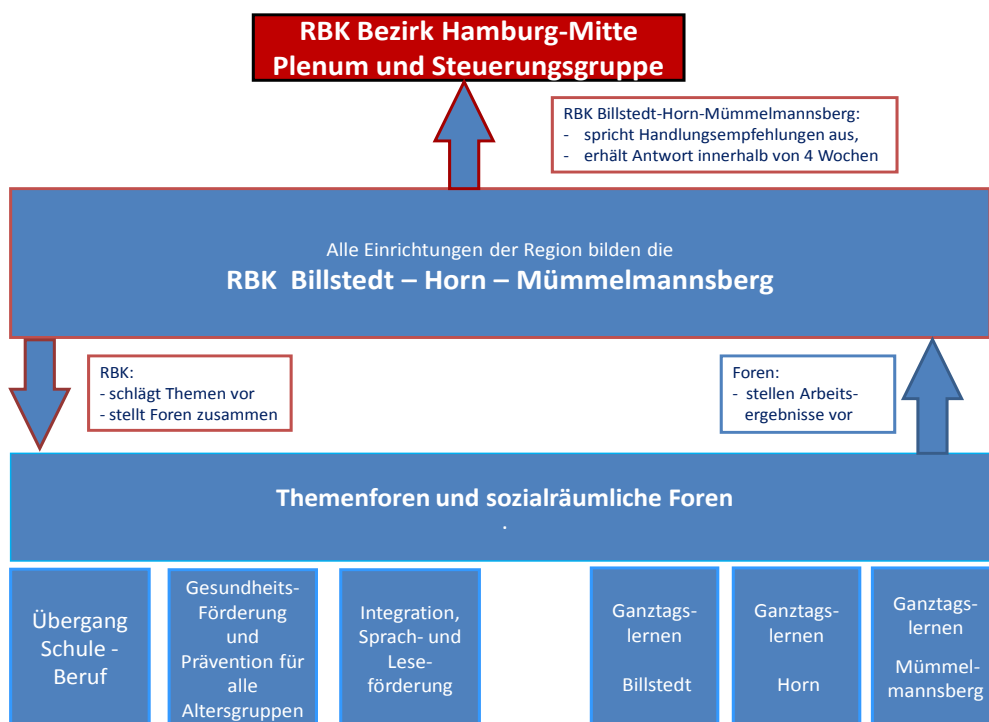 RBK Bezirk Hamburg-Mitte
Plenum und Steuerungsgruppe
RBK Billstedt-Horn-Mümmelmannsberg:
- spricht Handlungsempfehlungen aus,
- erhält Antwort innerhalb von 4 Wochen
Alle Einrichtungen der Region bilden die
RBK Billstedt – Horn – Mümmelmannsberg
RBK:
- schlägt Themen vor
- stellt Foren zusammen
Foren:
- stellen Arbeits-
ergebnisse vor
Themenforen und sozialräumliche Foren
.
Übergang
Schule -
Beruf
Gesundheits-
Förderung
und
Prävention für
alle
Altersgruppen
Integration,
Sprach- und
Lese-
förderung
Ganztags-
lernen
Billstedt
Ganztags-
lernen
Horn
Ganztags-
lernen
Mümmel-
mannsberg